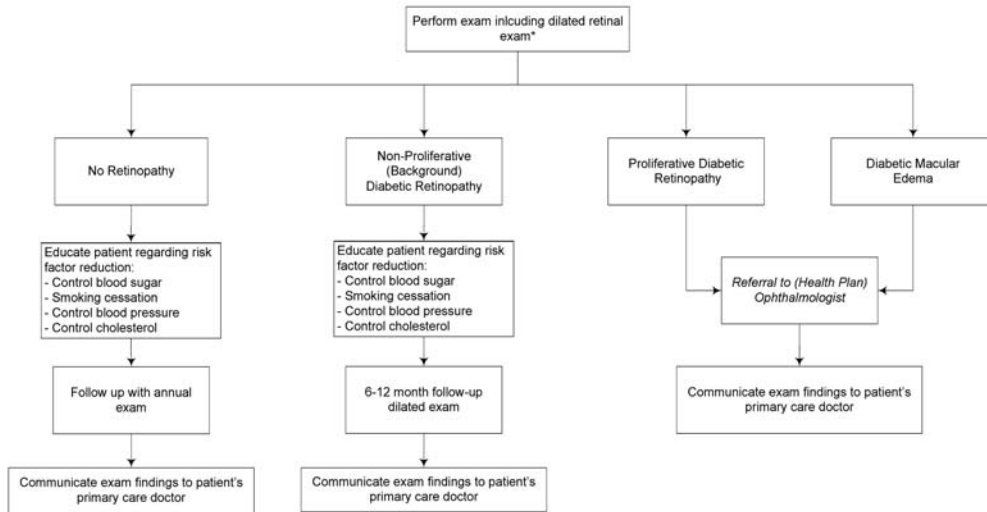 Perform exam inlcuding dilated retinal
exam*
No Retinopathy
Non-Proliferative
(Background)
Diabetic Retinopathy
Proliferative Diabetic
Retinopathy
Diabetic Macular
Edema
Educate patient regarding risk
factor reduction:
- Control blood sugar
- Smoking cessation
- Control blood pressure
- Control cholesterol
Educate patient regarding risk
factor reduction:
- Control blood sugar
- Smoking cessation
- Control blood pressure
- Control cholesterol
Referral to (Health Plan)
Ophthalmologist
Follow up with annual
exam
6-12 month follow-up
dilated exam
Communicate exam findings to patient's
primary care doctor
Communicate exam findings to patient's
primary care doctor
Communicate exam findings to patient's
primary care doctor